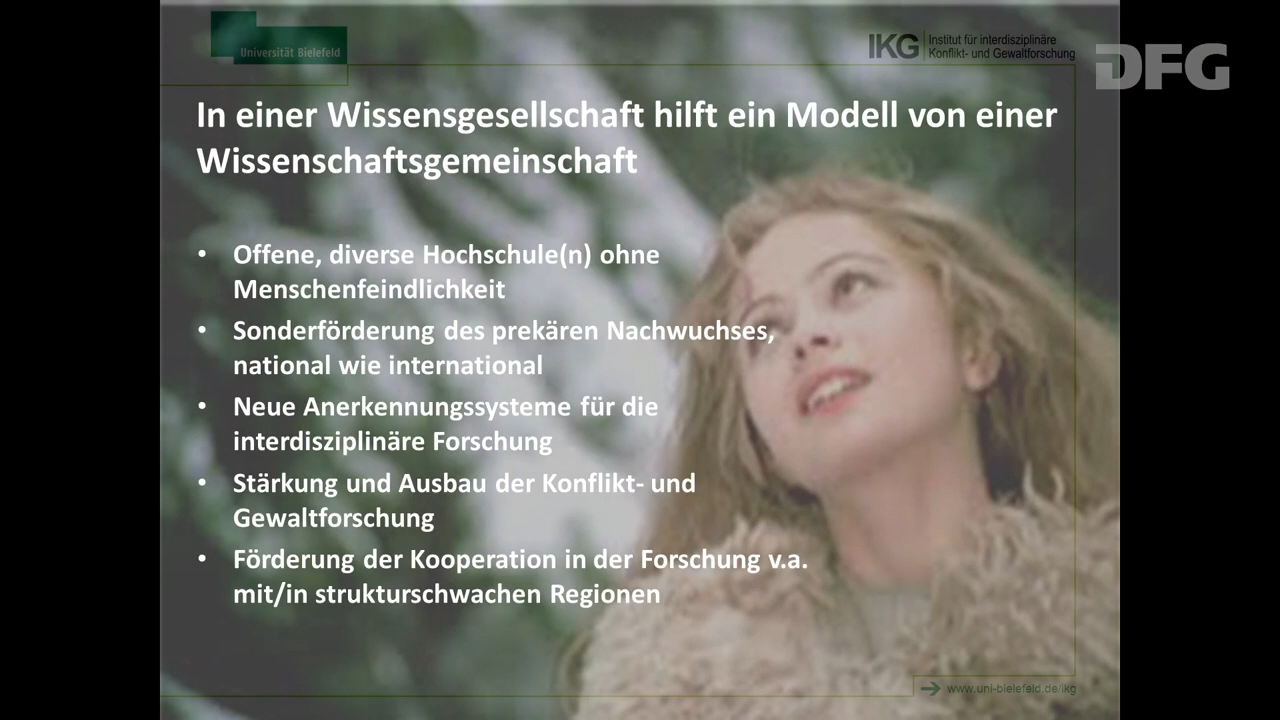 Universität Bielefeld
IKG
Institut für interdisziplinäre
Konflikt- und Gewaltforschung
DFG
In einer Wissensgesellschaft hilft ein Modell von einer
Wissenschaftsgemeinschaft
• Offene, diverse Hochschule(n) ohne
Menschenfeindlichkeit
• Sonderförderung des prekären Nachwuchses,
national wie international
• Neue Anerkennungssysteme für die
interdisziplinäre Forschung
• Stärkung und Ausbau der Konflikt- und
Gewaltforschung
• Förderung der Kooperation in der Forschung v.a.
mit/in strukturschwachen Regionen
www.uni-bielefeld.de/ikg